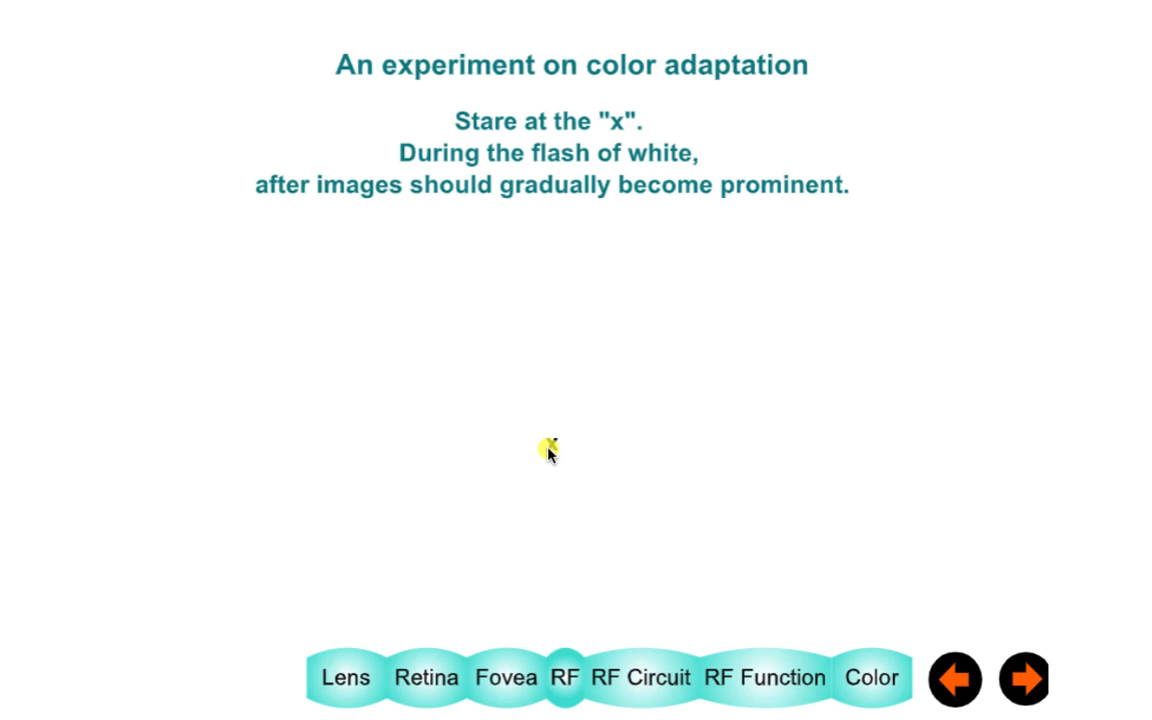 An experiment on color adaptation
Stare at the "x".
During the flash of white,
after images should gradually become prominent.
x
Lens Retina Fovea RF RF Circuit RF Function Color